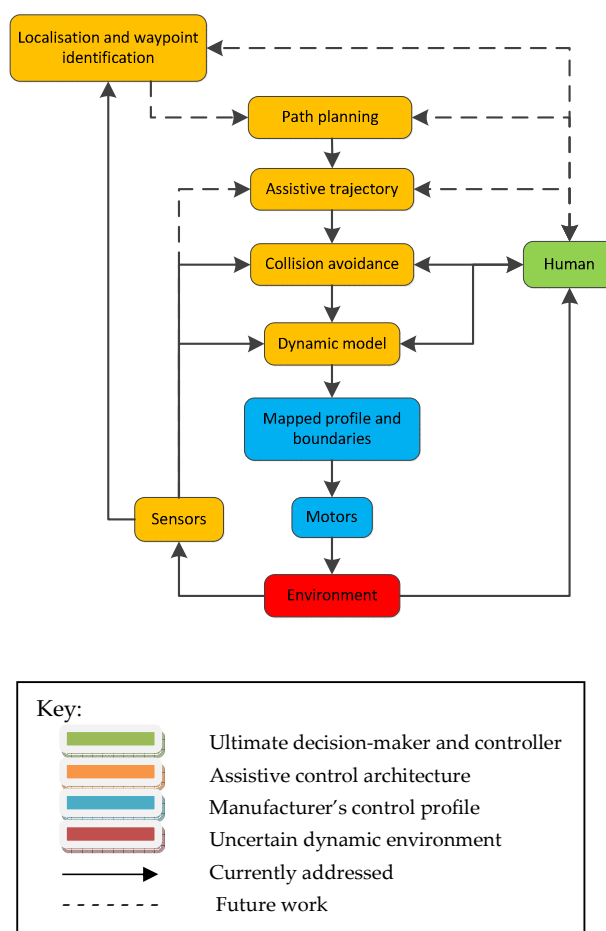 Localisation and waypoint
identification
Path planning
Assistive trajectory
Collision avoidance
Human
Dynamic model
Mapped profile and
boundaries
Sensors
Motors
Environment
Key:
Ultimate decision-maker and controller
Assistive control architecture
Manufacturer’s control profile
Uncertain dynamic environment
Currently addressed
Future work